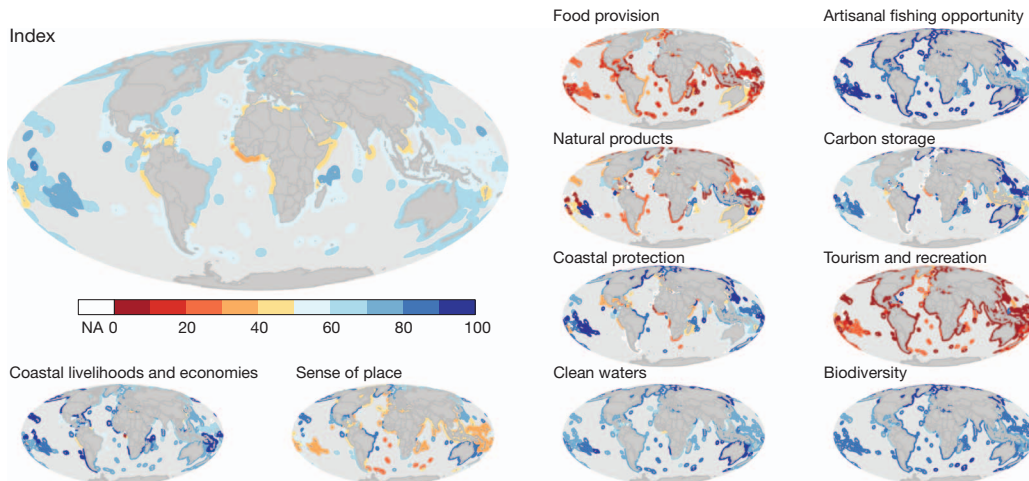 Index
Food provision
Artisanal fishing opportunity
Natural products
Carbon storage
Coastal protection
Tourism and recreation
NA 0 20 40 60 80 100
Coastal livelihoods and economies
Sense of place
Clean waters
Biodiversity